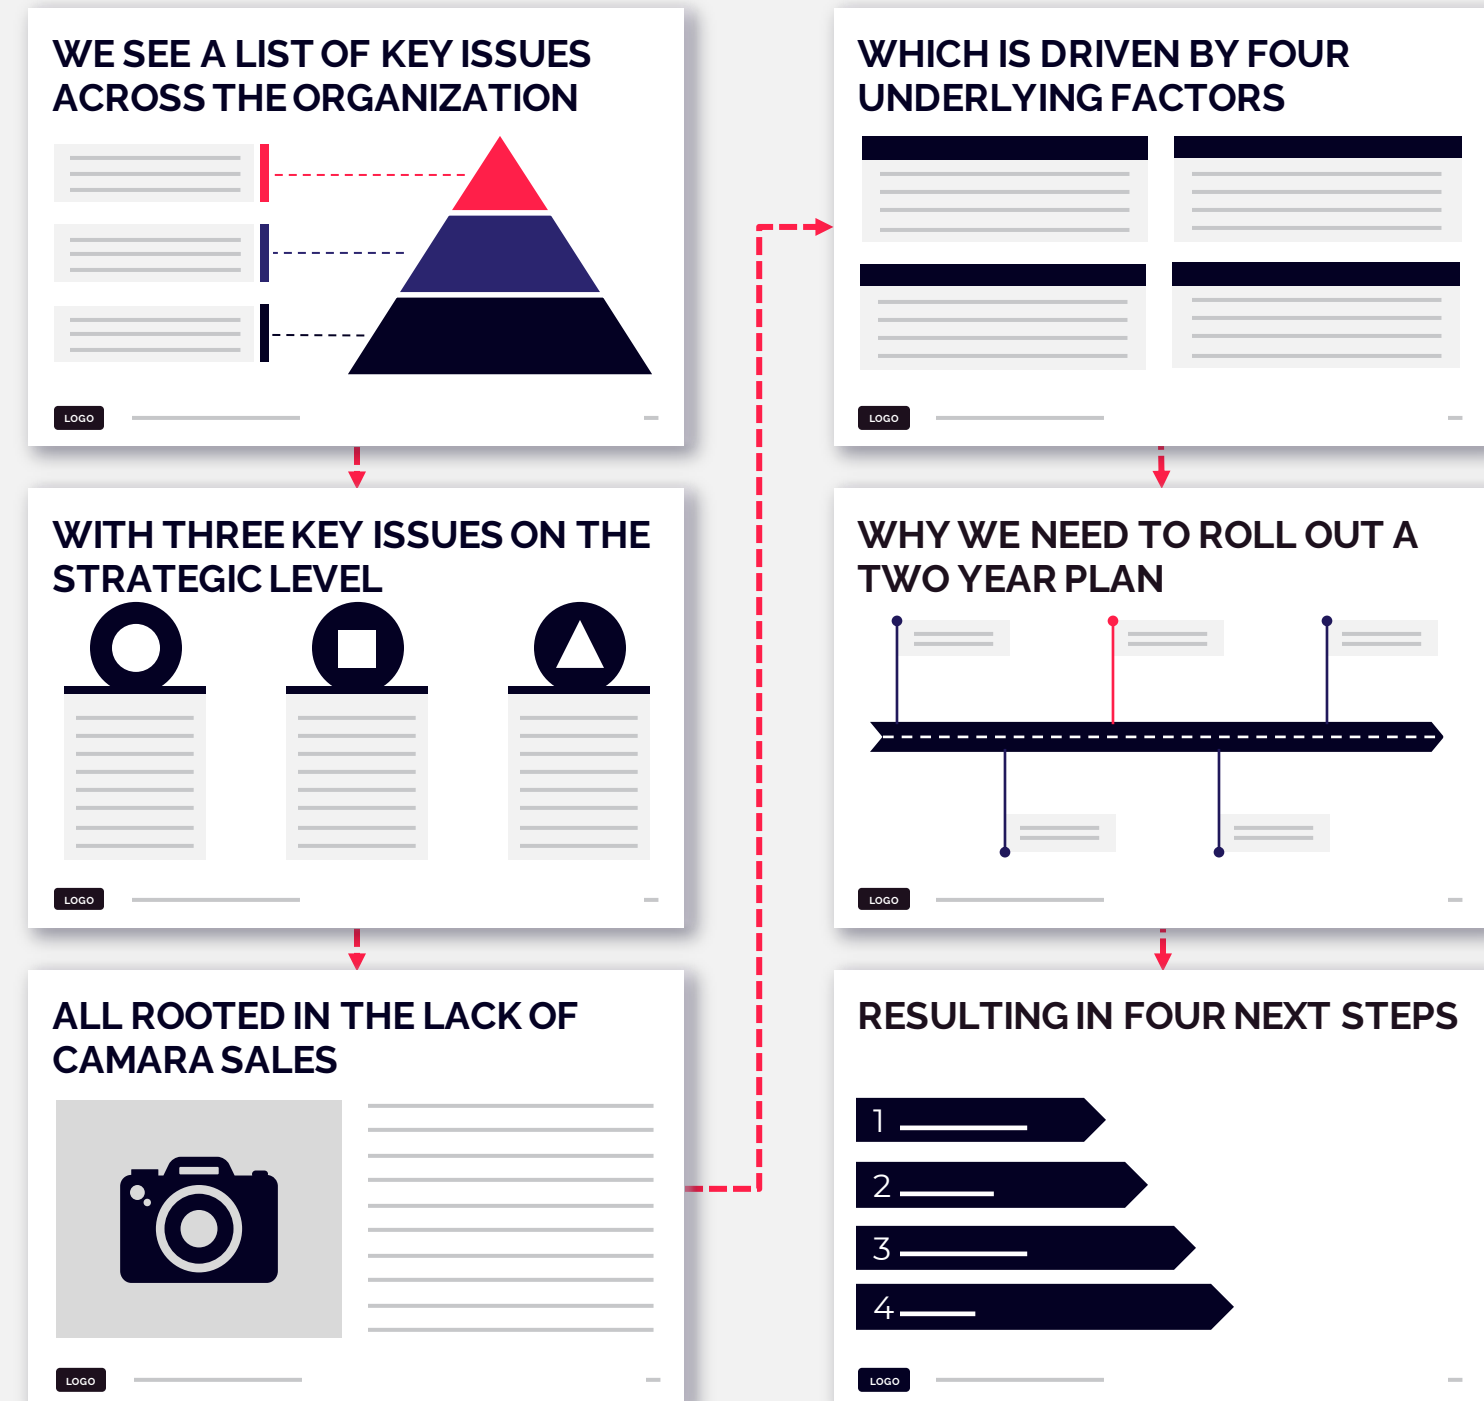 WE SEE A LIST OF KEY ISSUES
ACROSS THE ORGANIZATION
LOGO
WITH THREE KEY ISSUES ON THE
STRATEGIC LEVEL
LOGO
ALL ROOTED IN THE LACK OF
CAMARA SALES
LOGO
WHICH IS DRIVEN BY FOUR
UNDERLYING FACTORS
LOGO
WHY WE NEED TO ROLL OUT A
TWO YEAR PLAN
LOGO
RESULTING IN FOUR NEXT STEPS
1
2
3
4
LOGO